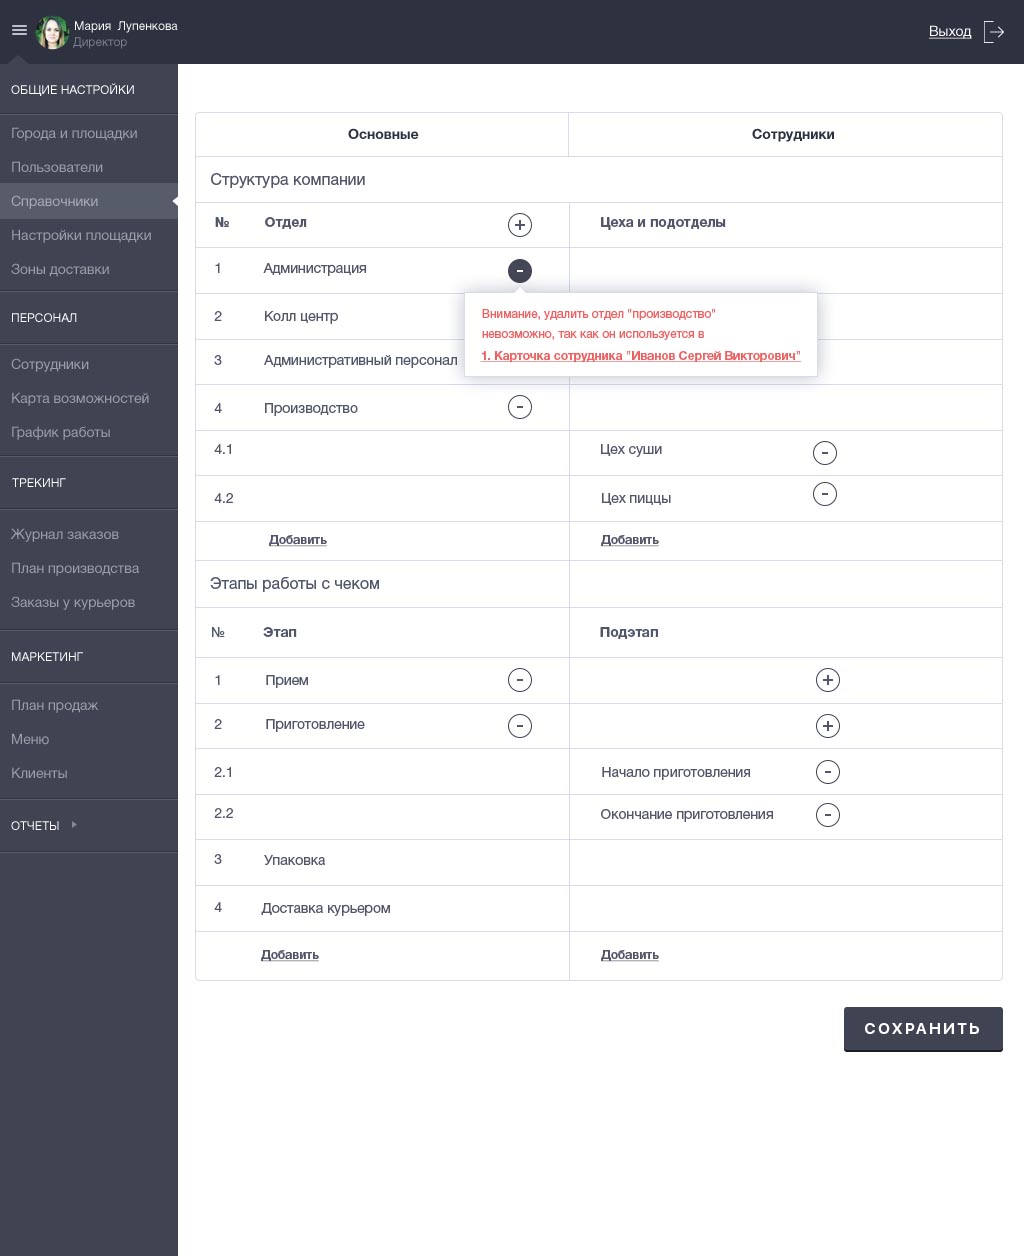 Мария Лупенкова
Директор
Выход
ОБЩИЕ НАСТРОЙКИ
Города и площадки
Пользователи
Справочники
Настройки площадки
Зоны доставки
ПЕРСОНАЛ
Сотрудники
Карта возможностей
График работы
ТРЕКИНГ
Журнал заказов
План производства
Заказы у курьеров
МАРКЕТИНГ
План продаж
Меню
Клиенты
ОТЧЕТЫ
Основные Сотрудники
Структура компании
№ Отдел + Цеха и подотделы
1 Администрация -
Внимание, удалить отдел "производство"
невозможно, так как он используется в
1. Карточка сотрудника "Иванов Сергей Викторович"
2 Колл центр
3 Административный персонал
4 Производство -
4.1 Цех суши -
4.2 Цех пиццы -
Добавить Добавить
Этапы работы с чеком
№ Этап Подэтап
1 Прием - +
2 Приготовление - +
2.1 Начало приготовления -
2.2 Окончание приготовления -
3 Упаковка
4 Доставка курьером
Добавить Добавить
СОХРАНИТЬ